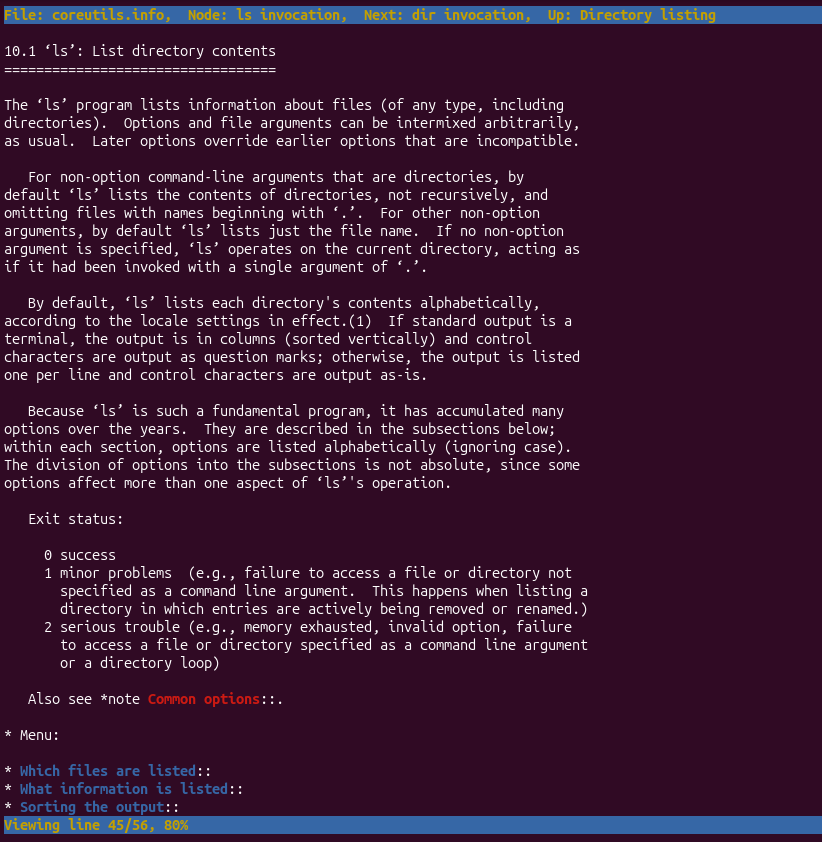 File: coreutils.info,  Node: ls invocation,  Next: dir invocation,  Up: Directory listing
10.1 ‘ls’: List directory contents
==================================
The ‘ls’ program lists information about files (of any type, including
directories).  Options and file arguments can be intermixed arbitrarily,
as usual.  Later options override earlier options that are incompatible.
   For non-option command-line arguments that are directories, by
default ‘ls’ lists the contents of directories, not recursively, and
omitting files with names beginning with ‘.’.  For other non-option
arguments, by default ‘ls’ lists just the file name.  If no non-option
argument is specified, ‘ls’ operates on the current directory, acting as
if it had been invoked with a single argument of ‘.’.
   By default, ‘ls’ lists each directory's contents alphabetically,
according to the locale settings in effect.(1)  If standard output is a
terminal, the output is in columns (sorted vertically) and control
characters are output as question marks; otherwise, the output is listed
one per line and control characters are output as-is.
   Because ‘ls’ is such a fundamental program, it has accumulated many
options over the years.  They are described in the subsections below;
within each section, options are listed alphabetically (ignoring case).
The division of options into the subsections is not absolute, since some
options affect more than one aspect of ‘ls’'s operation.
   Exit status:
     0 success
     1 minor problems  (e.g., failure to access a file or directory not
       specified as a command line argument.  This happens when listing a
       directory in which entries are actively being removed or renamed.)
     2 serious trouble (e.g., memory exhausted, invalid option, failure
       to access a file or directory specified as a command line argument
       or a directory loop)
   Also see *note Common options::.
* Menu:
* Which files are listed::
* What information is listed::
* Sorting the output::
Viewing line 45/56, 80%